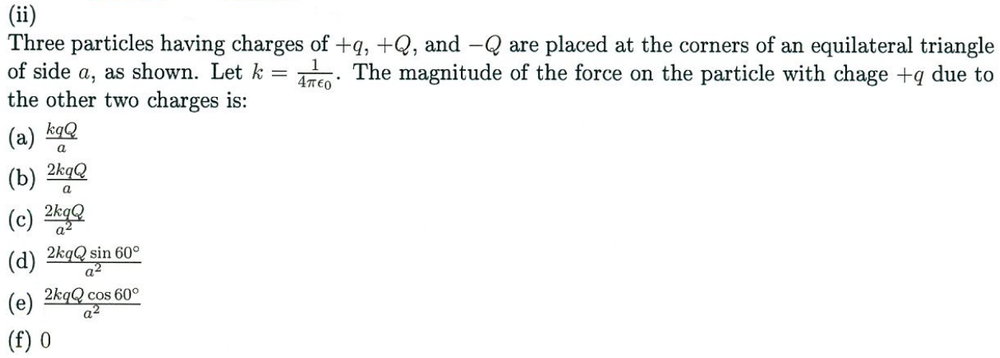 (ii)
Three particles having charges of +q, +Q, and −Q are placed at the corners of an equilateral triangle
of side a, as shown. Let k = \frac{1}{4\pi\epsilon_0}. The magnitude of the force on the particle with chage +q due to
the other two charges is:
(a) \frac{kqQ}{a}
(b) \frac{2kqQ}{a}
(c) \frac{2kqQ}{a^2}
(d) \frac{2kqQ \sin 60°}{a^2}
(e) \frac{2kqQ \cos 60°}{a^2}
(f) 0